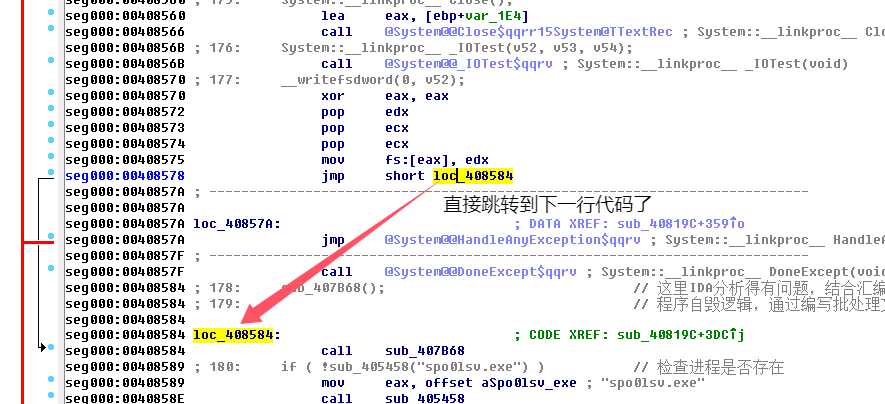 ; 175:     System::__linkproc__ Close();
seg000:00408560 lea eax, [ebp+var_1E4]
seg000:00408566 call @System@@Close$qqrr15System@TTextRec ; System::__linkproc__ Clo
seg000:0040856B ; 176:     System::__linkproc__ _IOTest(v52, v53, v54);
seg000:0040856B call @System@@_IOTest$qqrv ; System::__linkproc__ _IOTest(void)
seg000:00408570 ; 177:     __writefsdword(0, v52);
seg000:00408570 xor eax, eax
seg000:00408572 pop edx
seg000:00408573 pop ecx
seg000:00408574 pop ecx
seg000:00408575 mov fs:[eax], edx
seg000:00408578 jmp short loc_408584
seg000:0040857A ; ---------------------------------------------------------------------------
直接跳转到下一行代码了
seg000:0040857A
seg000:0040857A loc_40857A: ; DATA XREF: sub_40819C+359↑o
seg000:0040857A jmp @System@@HandleAnyException$qqrv ; System::__linkproc__ HandleA
seg000:0040857F ; ---------------------------------------------------------------------------
seg000:0040857F call @System@@DoneExcept$qqrv ; System::__linkproc__ DoneExcept(void
seg000:00408584 ; 178:     sub_407B68(); // 这里IDA分析得有问题，结合汇编
seg000:00408584 ; 179: // 程序自毁逻辑，通过编写批处理文
seg000:00408584
seg000:00408584 loc_408584: ; CODE XREF: sub_40819C+3DC↑j
seg000:00408584 call sub_407B68
seg000:00408589 ; 180:     if ( !sub_405458("spo0lsv.exe") ) // 检查进程是否存在
seg000:00408589 mov eax, offset aSpo0lsv_exe ; "spo0lsv.exe"
seg000:0040858E call sub_405458